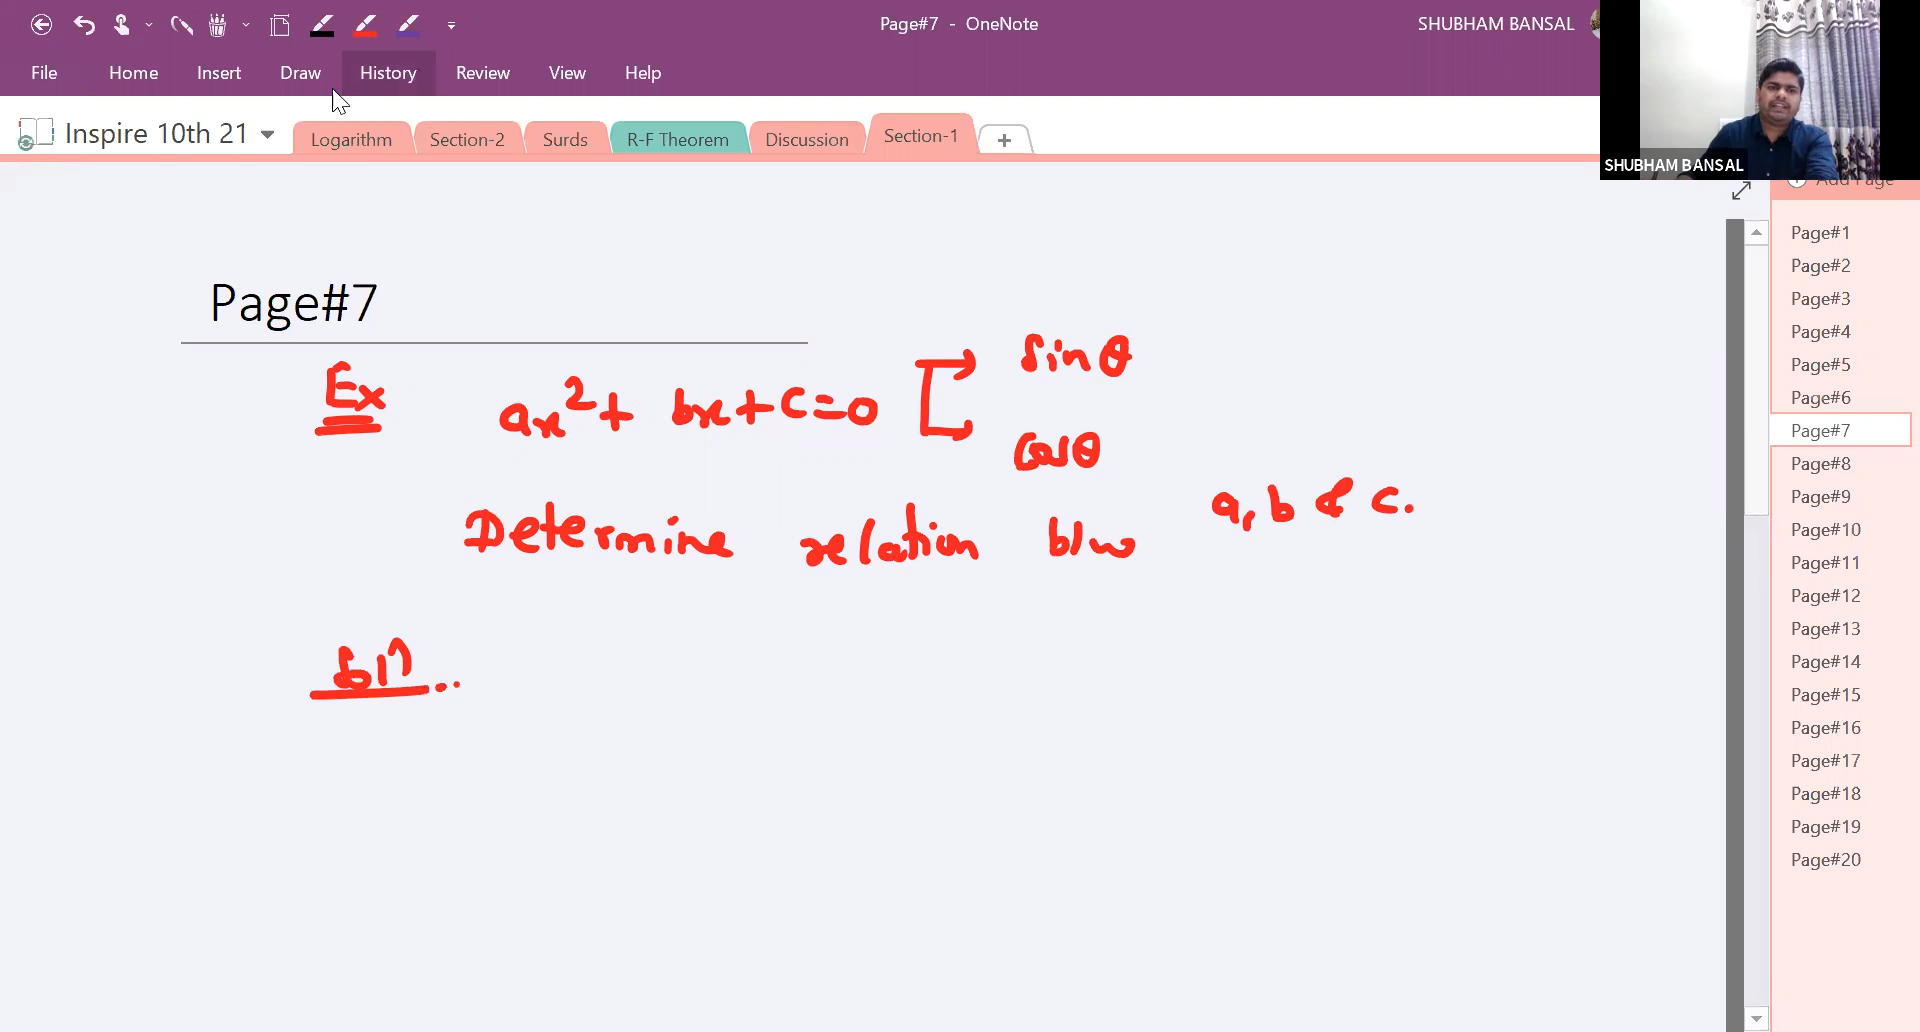 Page#7 - OneNote
SHUBHAM BANSAL
File Home Insert Draw History Review View Help
SHUBHAM BANSAL
Inspire 10th 21
Logarithm Section-2 Surds R-F Theorem Discussion Section-1 +
Add Page
Page#1
Page#2
Page#3
Page#4
Page#5
Page#6
Page#7
Page#8
Page#9
Page#10
Page#11
Page#12
Page#13
Page#14
Page#15
Page#16
Page#17
Page#18
Page#19
Page#20
Page#7
Ex ax²+ bx+c=0
sinθ
cosθ
Determine relation b/w a, b & c.
Solⁿ..